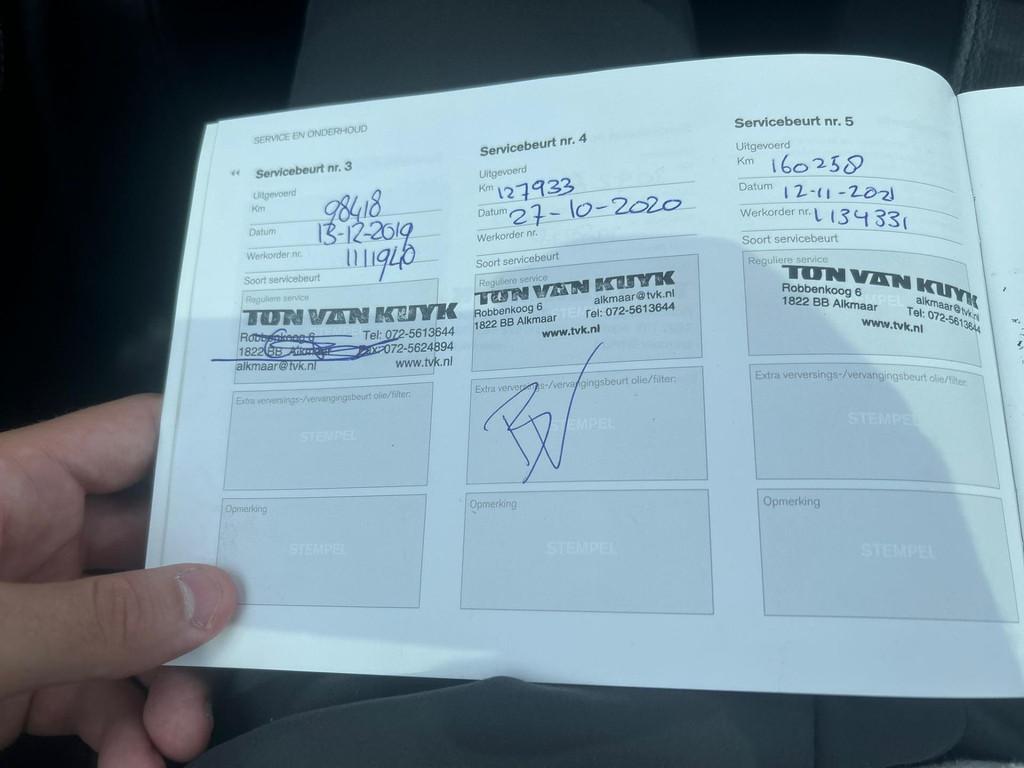 SERVICE EN ONDERHOUD
‹‹ Servicebeurt nr. 3
Uitgevoerd
Km 98418
Datum 13-12-2019
Werkorder nr. 1111940
Soort servicebeurt
Reguliere service
TON VAN KUYK
Robbenkoog 6 Tel: 072-5613644
1822 BB Alkmaar Fax: 072-5624894
alkmaar@tvk.nl www.tvk.nl
Extra verversings-/vervangingsbeurt olie/filter:
STEMPEL
Opmerking
STEMPEL
Servicebeurt nr. 4
Uitgevoerd
Km 127933
Datum 27-10-2020
Werkorder nr.
Soort servicebeurt
Reguliere service
TON VAN KUYK
Robbenkoog 6 alkmaar@tvk.nl
1822 BB Alkmaar Tel: 072-5613644
www.tvk.nl
Extra verversings-/vervangingsbeurt olie/filter:
STEMPEL
Opmerking
STEMPEL
Servicebeurt nr. 5
Uitgevoerd
Km 160258
Datum 12-11-2021
Werkorder nr. 1134331
Soort servicebeurt
Reguliere service
TON VAN KUYK
Robbenkoog 6 alkmaar@tvk.nl
1822 BB Alkmaar Tel: 072-5613644
www.tvk.nl
Extra verversings-/vervangingsbeurt olie/filter:
STEMPEL
Opmerking
STEMPEL